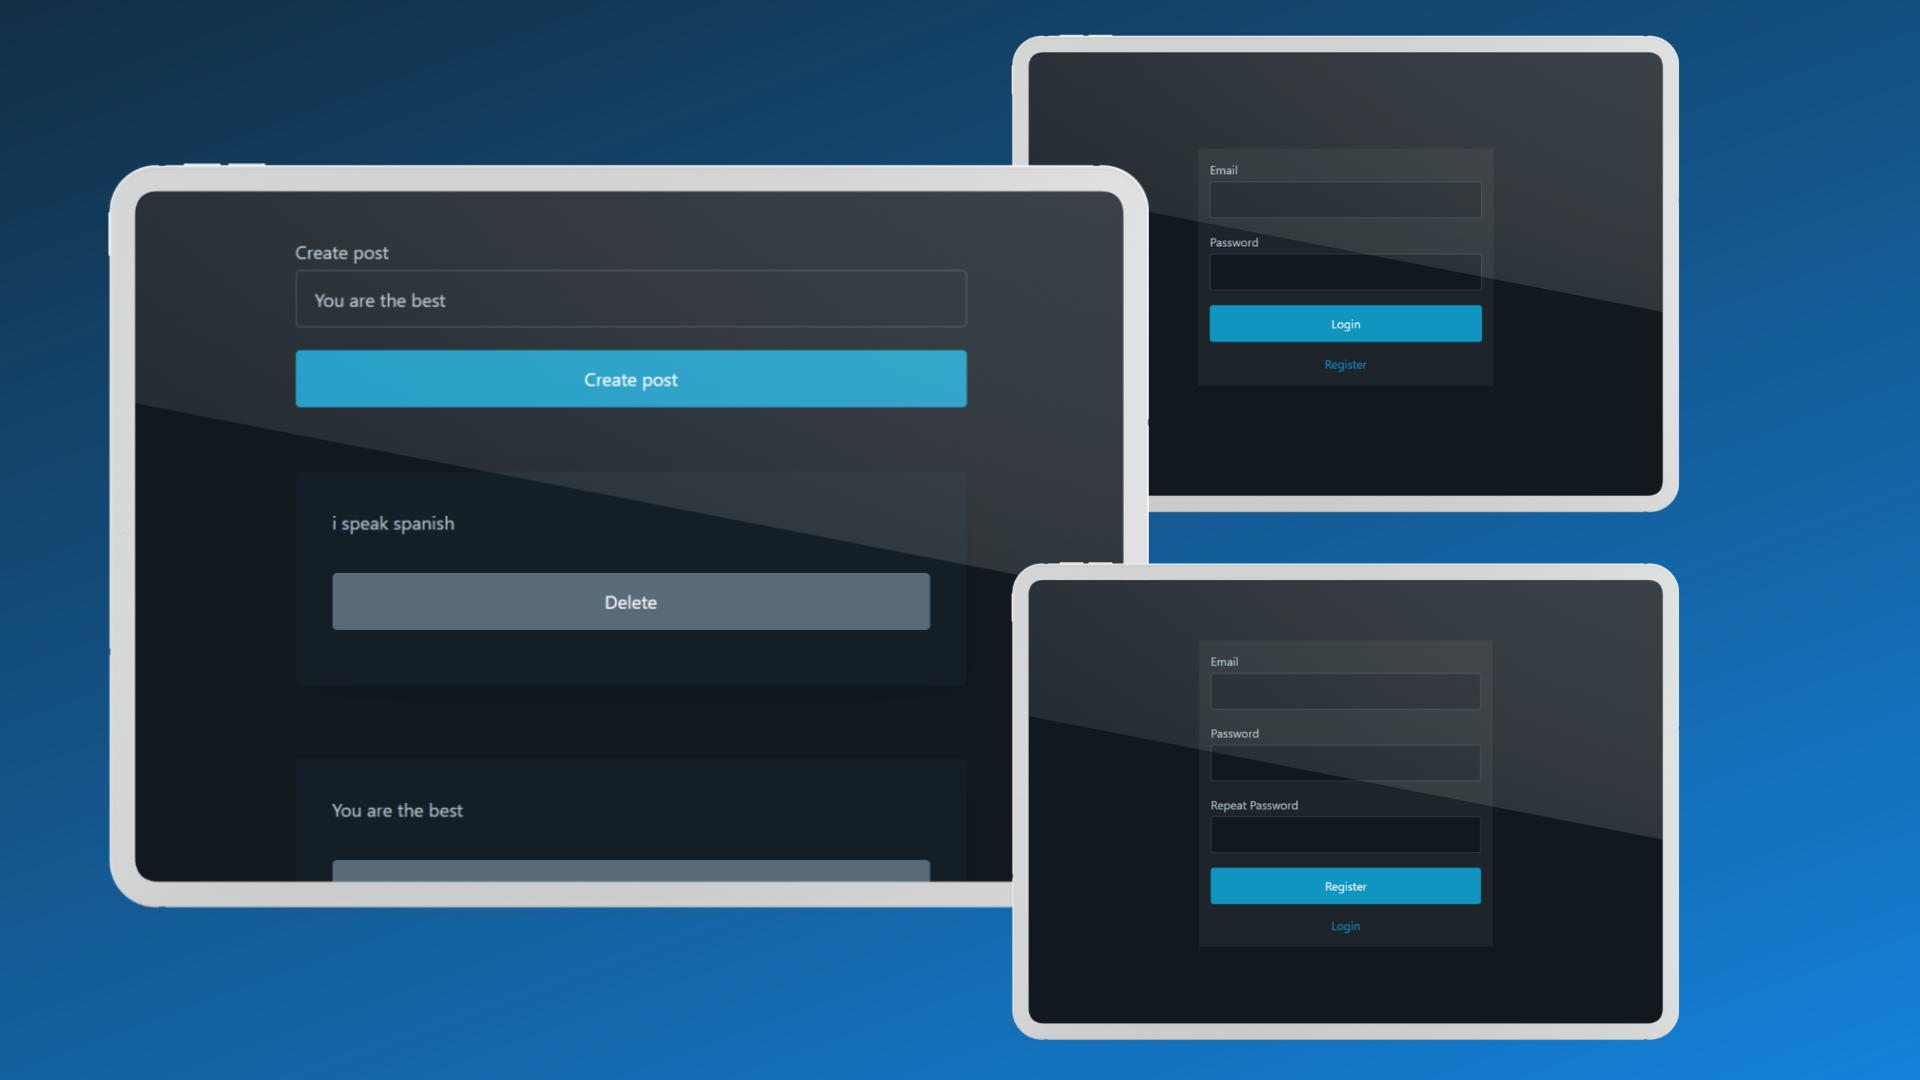 Create post
You are the best
Create post
i speak spanish
Delete
You are the best
Email
Password
Login
Register
Email
Password
Repeat Password
Register
Login